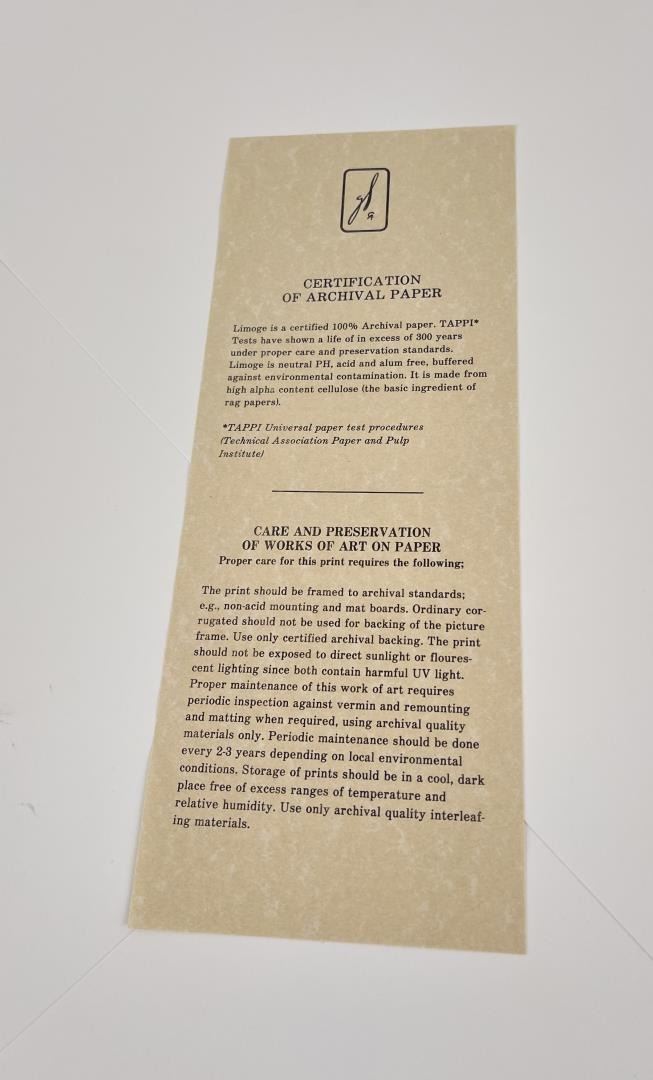 CERTIFICATION
OF ARCHIVAL PAPER
Limoge is a certified 100% Archival paper. TAPPI*
Tests have shown a life of in excess of 300 years
under proper care and preservation standards.
Limoge is neutral PH, acid and alum free, buffered
against environmental contamination. It is made from
high alpha content cellulose (the basic ingredient of
rag papers).
*TAPPI Universal paper test procedures
(Technical Association Paper and Pulp
Institute)
CARE AND PRESERVATION
OF WORKS OF ART ON PAPER
Proper care for this print requires the following;
The print should be framed to archival standards;
e.g., non-acid mounting and mat boards. Ordinary cor-
rugated should not be used for backing of the picture
frame. Use only certified archival backing. The print
should not be exposed to direct sunlight or floures-
cent lighting since both contain harmful UV light.
Proper maintenance of this work of art requires
periodic inspection against vermin and remounting
and matting when required, using archival quality
materials only. Periodic maintenance should be done
every 2-3 years depending on local environmental
conditions. Storage of prints should be in a cool, dark
place free of excess ranges of temperature and
relative humidity. Use only archival quality interleaf-
ing materials.